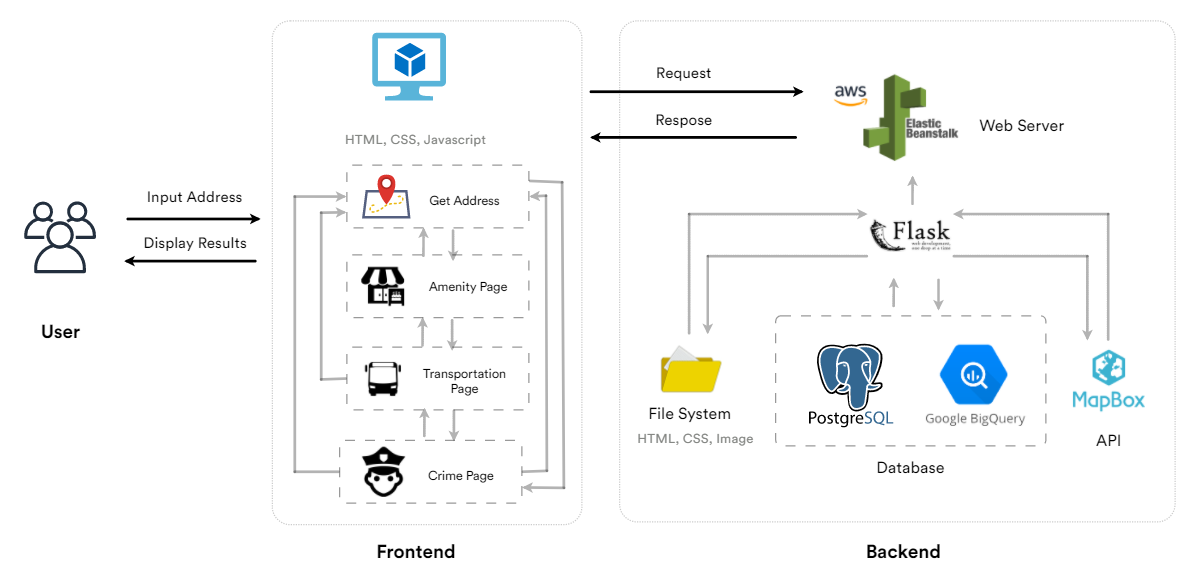 HTML, CSS, Javascript
Get Address
Amenity Page
Transportation
Page
Crime Page
Input Address
Display Results
User
Frontend
Request
Respose
aws
Elastic
Beanstalk
Web Server
Flask
web development,
one drop at a time
File System
HTML, CSS, Image
PostgreSQL
Google BigQuery
Database
MapBox
API
Backend